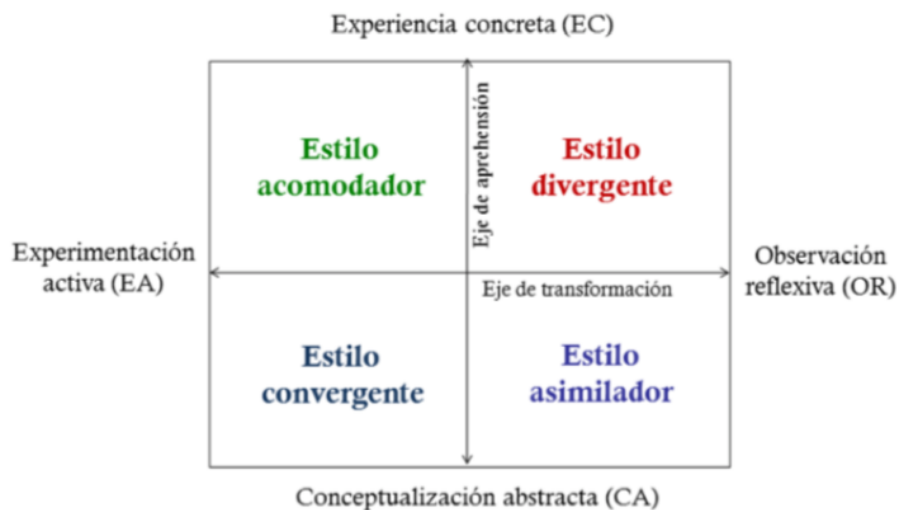 Experiencia concreta (EC)
Estilo
acomodador
Eje de aprehensión
Estilo
divergente
Experimentación
activa (EA)
Eje de transformación
Observación
reflexiva (OR)
Estilo
convergente
Estilo
asimilador
Conceptualización abstracta (CA)